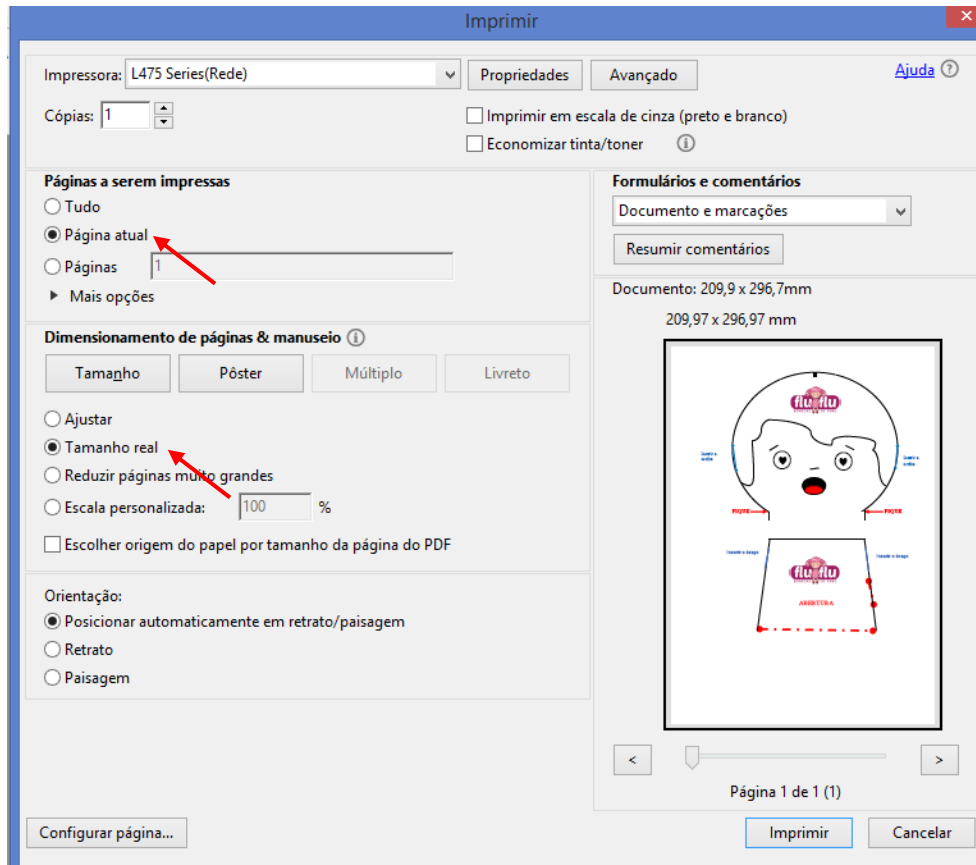 Imprimir
Impressora: L475 Series(Rede) Propriedades Avançado Ajuda
Cópias: 1 Imprimir em escala de cinza (preto e branco)
Economizar tinta/toner
Páginas a serem impressas
Tudo
Página atual
Páginas 1
Mais opções
Dimensionamento de páginas & manuseio
Tamanho Pôster Múltiplo Livreto
Ajustar
Tamanho real
Reduzir páginas muito grandes
Escala personalizada: 100 %
Escolher origem do papel por tamanho da página do PDF
Orientação:
Posicionar automaticamente em retrato/paisagem
Retrato
Paisagem
Formulários e comentários
Documento e marcações
Resumir comentários
Documento: 209,9 x 296,7mm
209,97 x 296,97 mm
flu flu
PIQUE PIQUE
flu flu
ABERTURA
< >
Página 1 de 1 (1)
Configurar página... Imprimir Cancelar